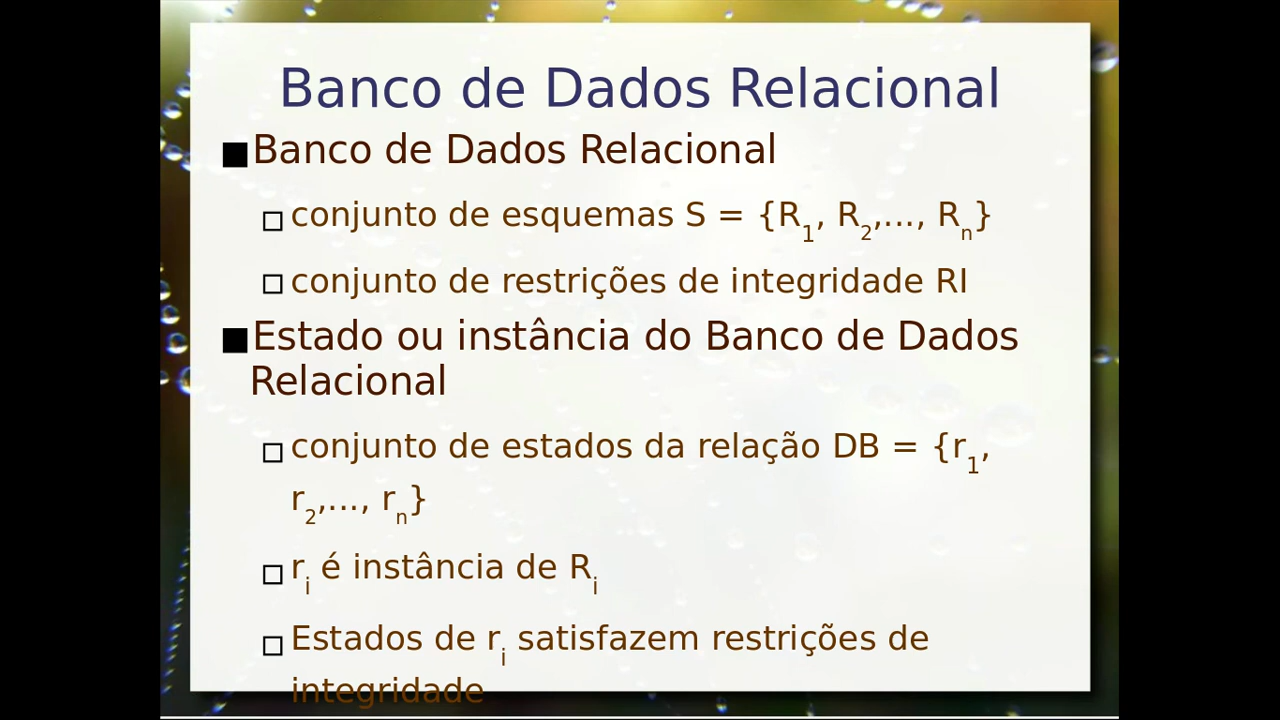 Banco de Dados Relacional
■Banco de Dados Relacional
□conjunto de esquemas S = {R₁, R₂,..., Rₙ}
□conjunto de restrições de integridade RI
■Estado ou instância do Banco de Dados
Relacional
□conjunto de estados da relação DB = {r₁,
r₂,..., rₙ}
□rᵢ é instância de Rᵢ
□Estados de rᵢ satisfazem restrições de
integridade